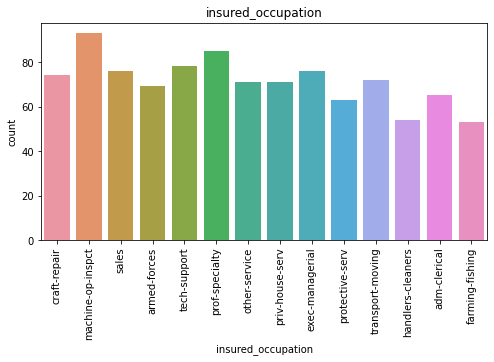 insured_occupation
count
80
60
40
20
0
craft-repair
machine-op-inspct
sales
armed-forces
tech-support
prof-specialty
other-service
priv-house-serv
exec-managerial
protective-serv
transport-moving
handlers-cleaners
adm-clerical
farming-fishing
insured_occupation